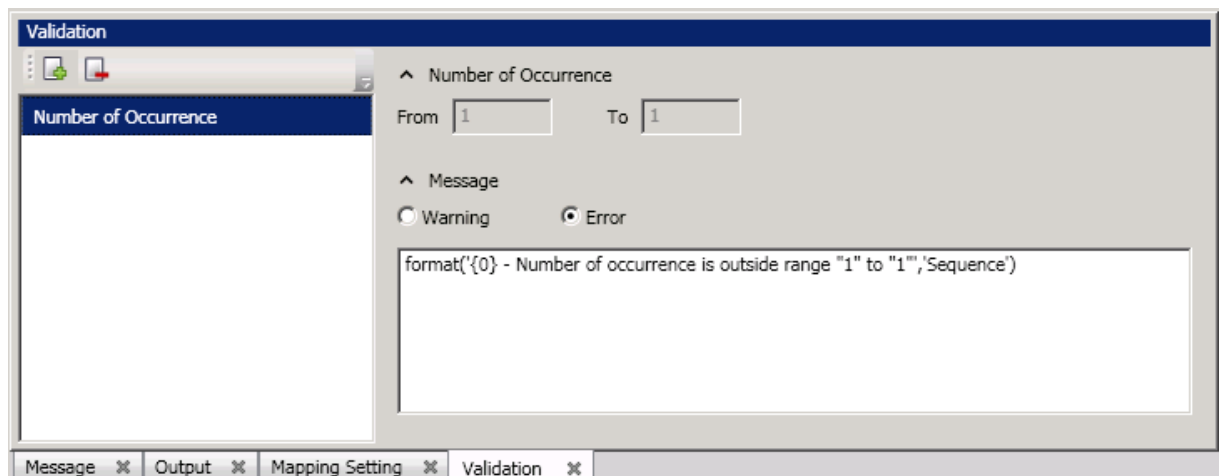 Validation
Number of Occurrence
Number of Occurrence
From 1 To 1
Message
Warning Error
format('{0} - Number of occurrence is outside range "1" to "1"','Sequence')
Message Output Mapping Setting Validation